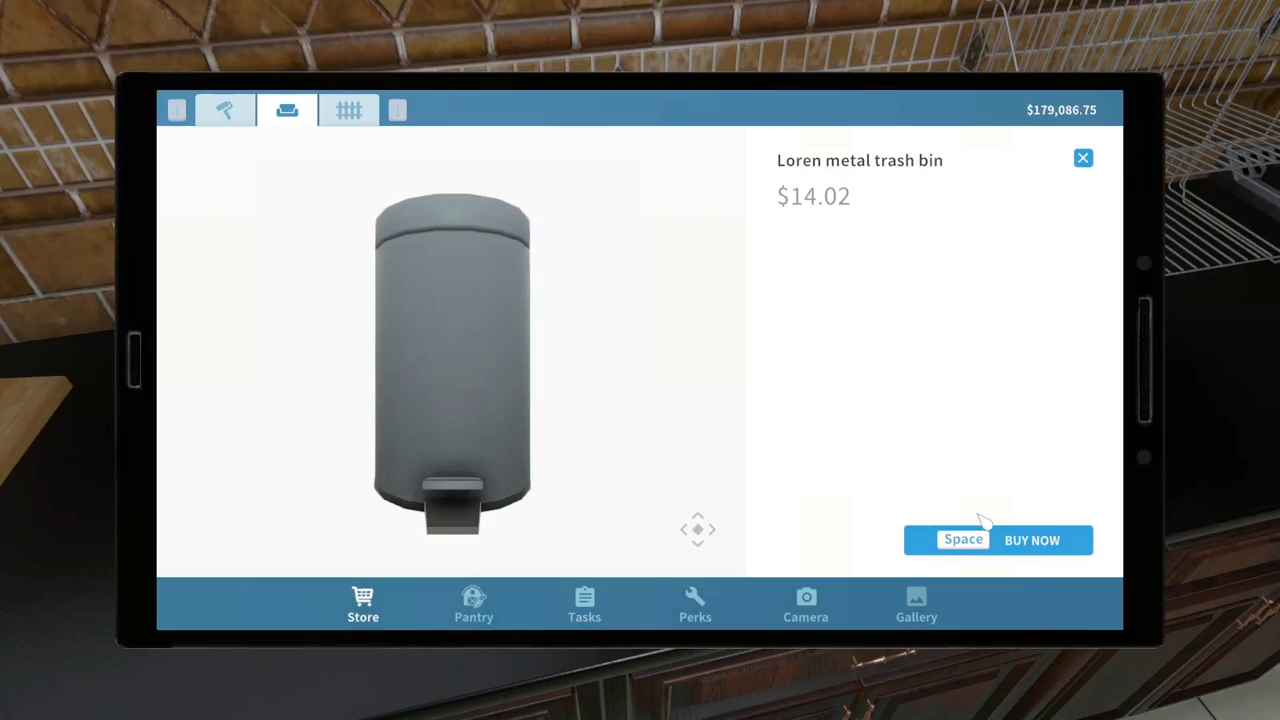 $179,086.75
Loren metal trash bin
$14.02
Space BUY NOW
Store Pantry Tasks Perks Camera Gallery